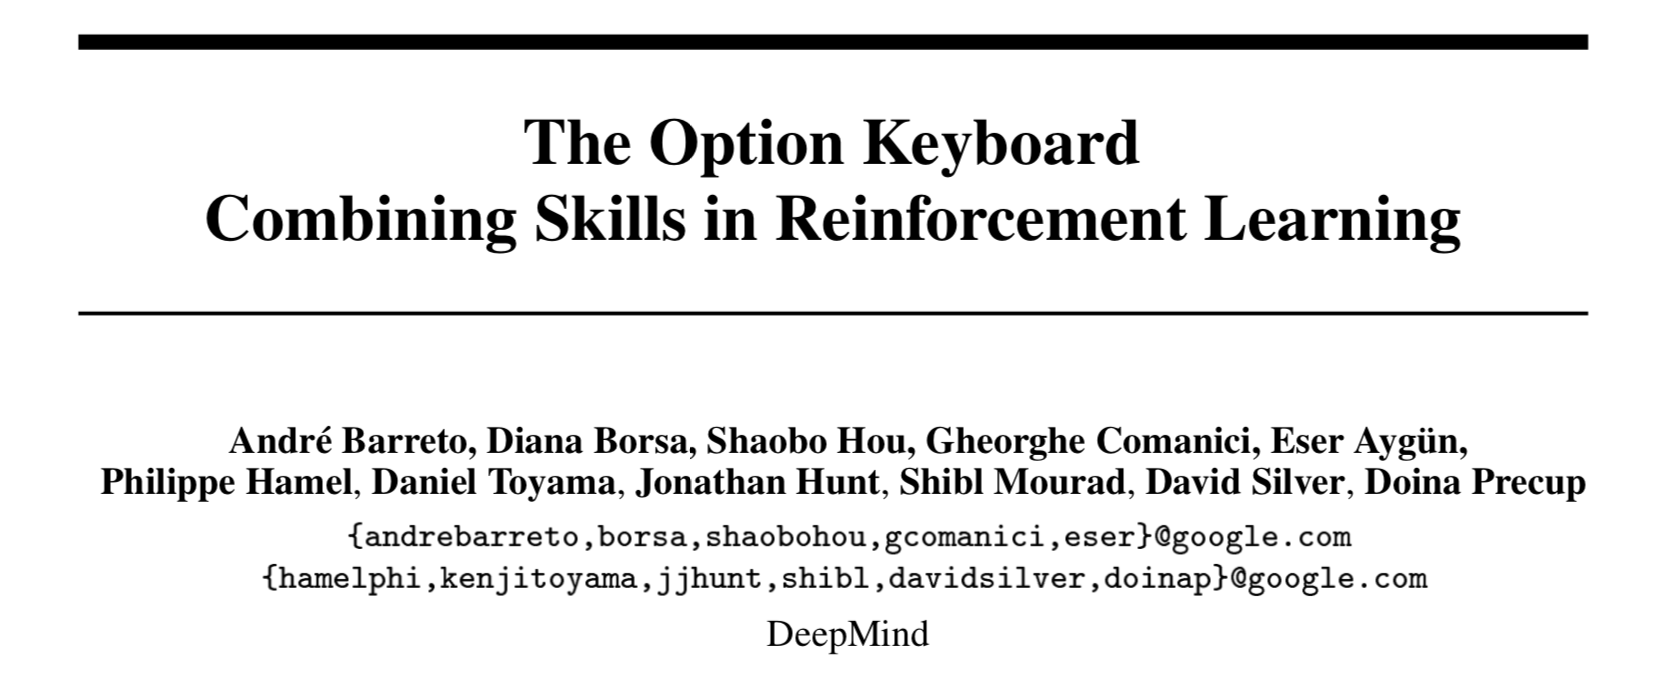 The Option Keyboard
Combining Skills in Reinforcement Learning
André Barreto, Diana Borsa, Shaobo Hou, Gheorghe Comanici, Eser Aygün,
Philippe Hamel, Daniel Toyama, Jonathan Hunt, Shibl Mourad, David Silver, Doina Precup
{andrebarreto,borsa,shaobohou,gcomanici,eser}@google.com
{hamelphi,kenjitoyama,jjhunt,shibl,davidsilver,doinap}@google.com
DeepMind